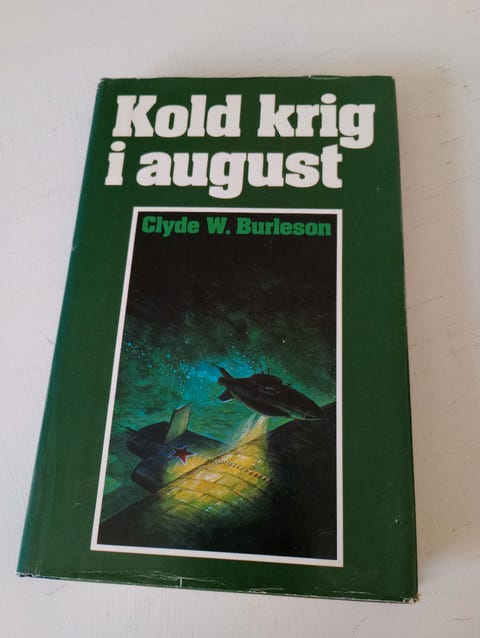 Kold krig
i august
Clyde W. Burleson